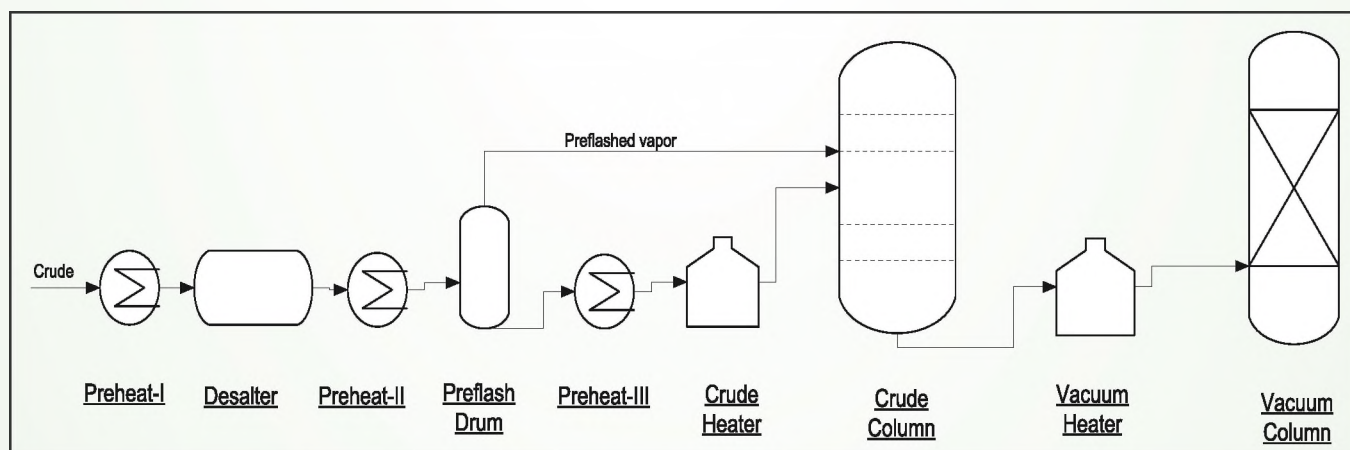 Preflashed vapor
Crude
Preheat-I
Desalter
Preheat-II
Preflash
Drum
Preheat-III
Crude
Heater
Crude
Column
Vacuum
Heater
Vacuum
Column